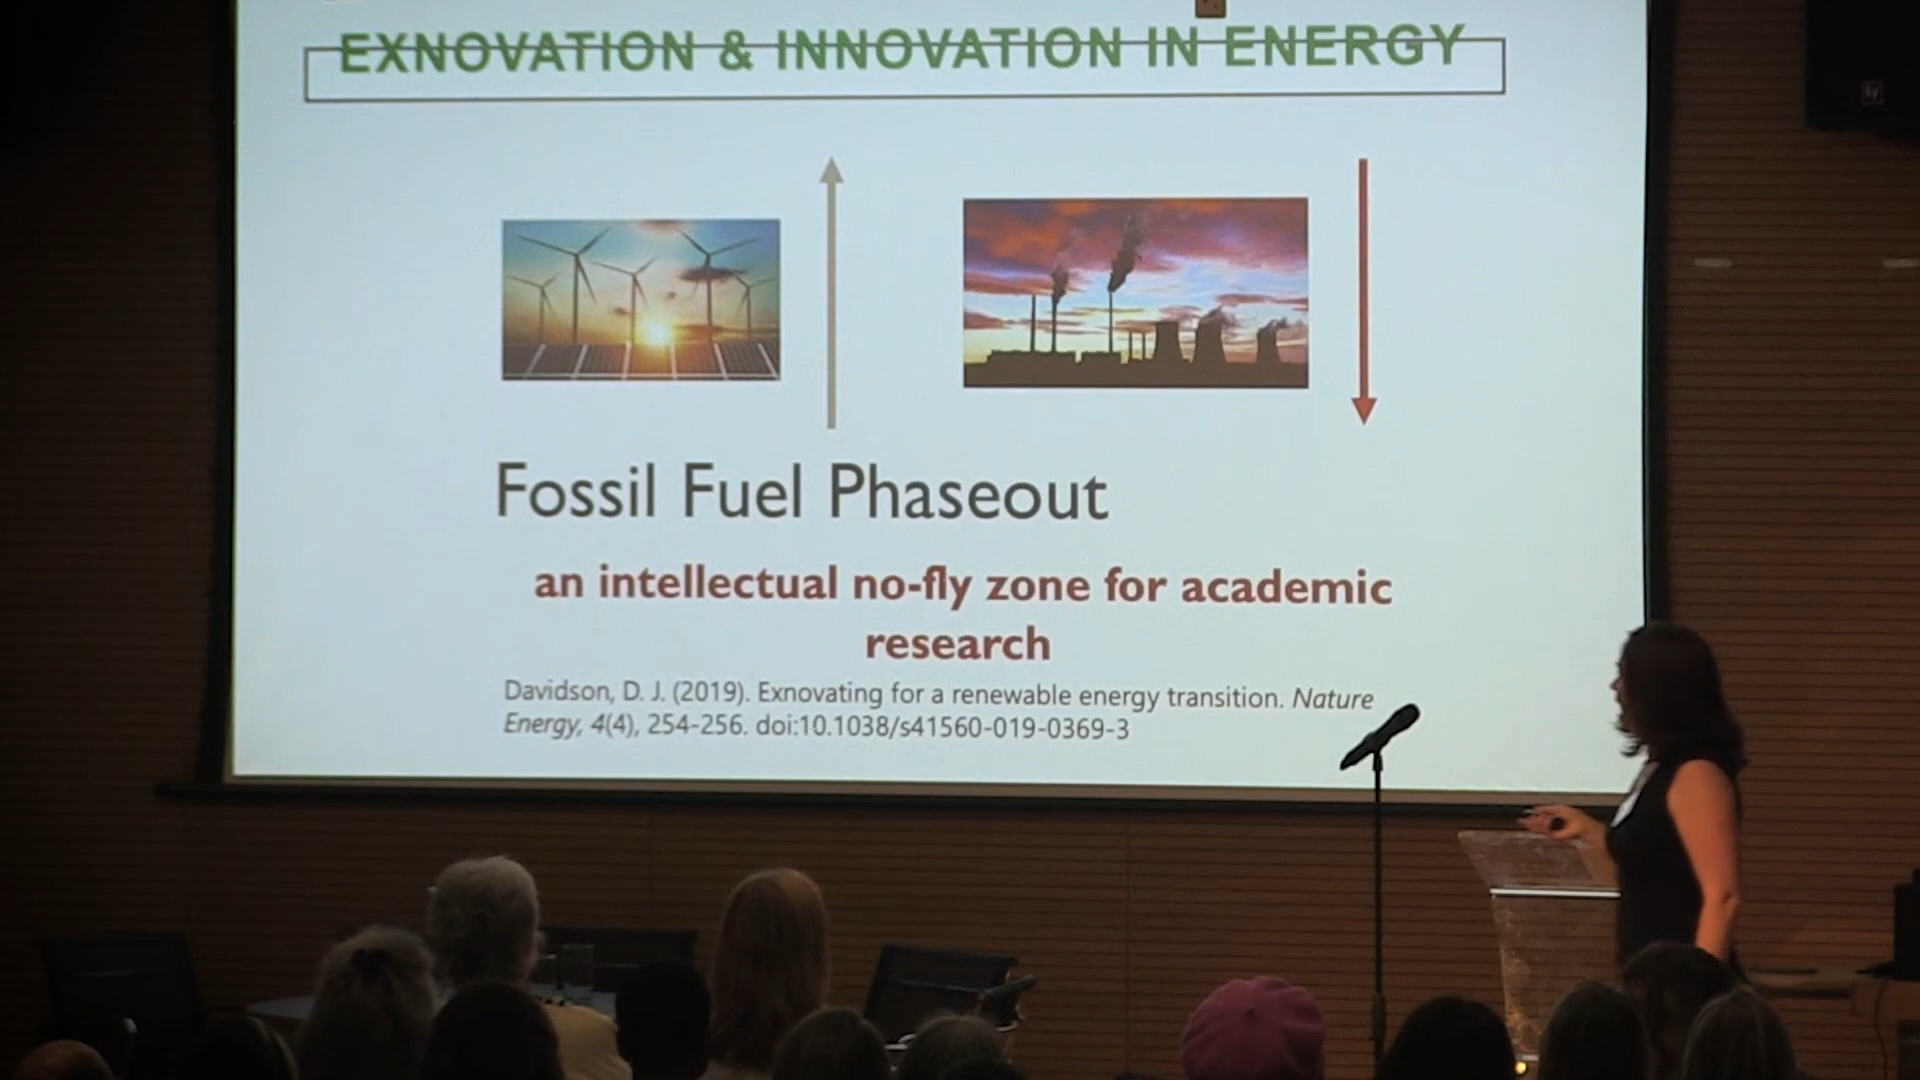 EXNOVATION & INNOVATION IN ENERGY
Fossil Fuel Phaseout
an intellectual no-fly zone for academic
research
Davidson, D. J. (2019). Exnovating for a renewable energy transition. Nature
Energy, 4(4), 254-256. doi:10.1038/s41560-019-0369-3